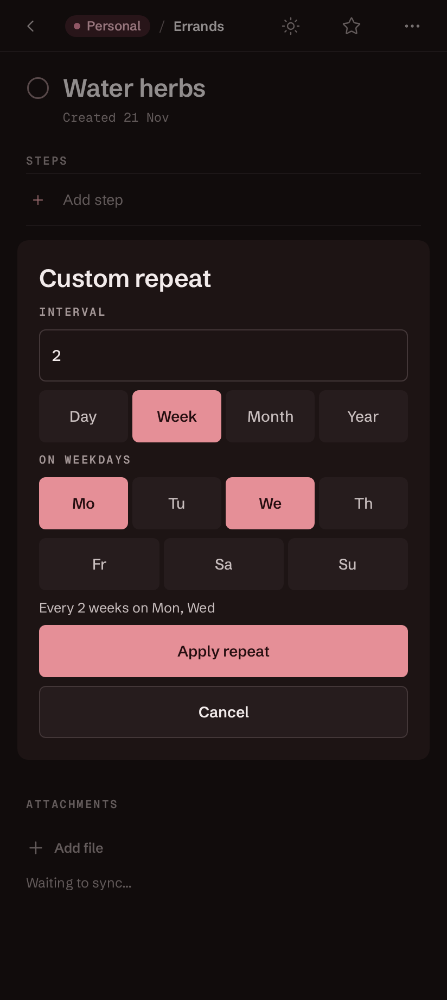 Personal / Errands
Water herbs
Created 21 Nov
STEPS
+ Add step
Custom repeat
INTERVAL
2
Day Week Month Year
ON WEEKDAYS
Mo Tu We Th
Fr Sa Su
Every 2 weeks on Mon, Wed
Apply repeat
Cancel
ATTACHMENTS
+ Add file
Waiting to sync…